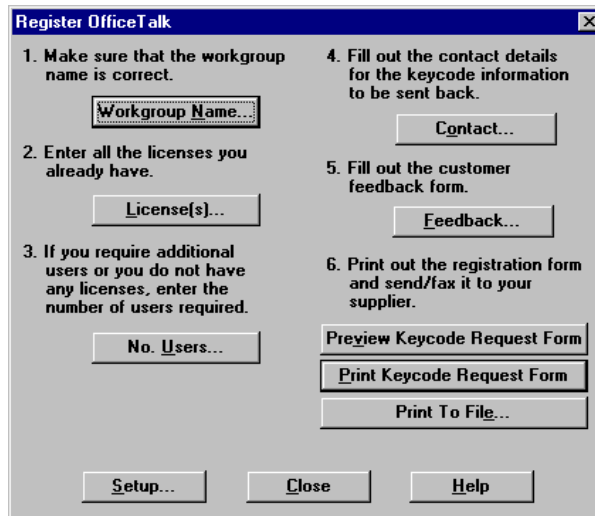 Register OfficeTalk
1. Make sure that the workgroup
name is correct.
Workgroup Name...
2. Enter all the licenses you
already have.
License(s)...
3. If you require additional
users or you do not have
any licenses, enter the
number of users required.
No. Users...
4. Fill out the contact details
for the keycode information
to be sent back.
Contact...
5. Fill out the customer
feedback form.
Feedback...
6. Print out the registration form
and send/fax it to your
supplier.
Preview Keycode Request Form
Print Keycode Request Form
Print To File...
Setup...
Close
Help